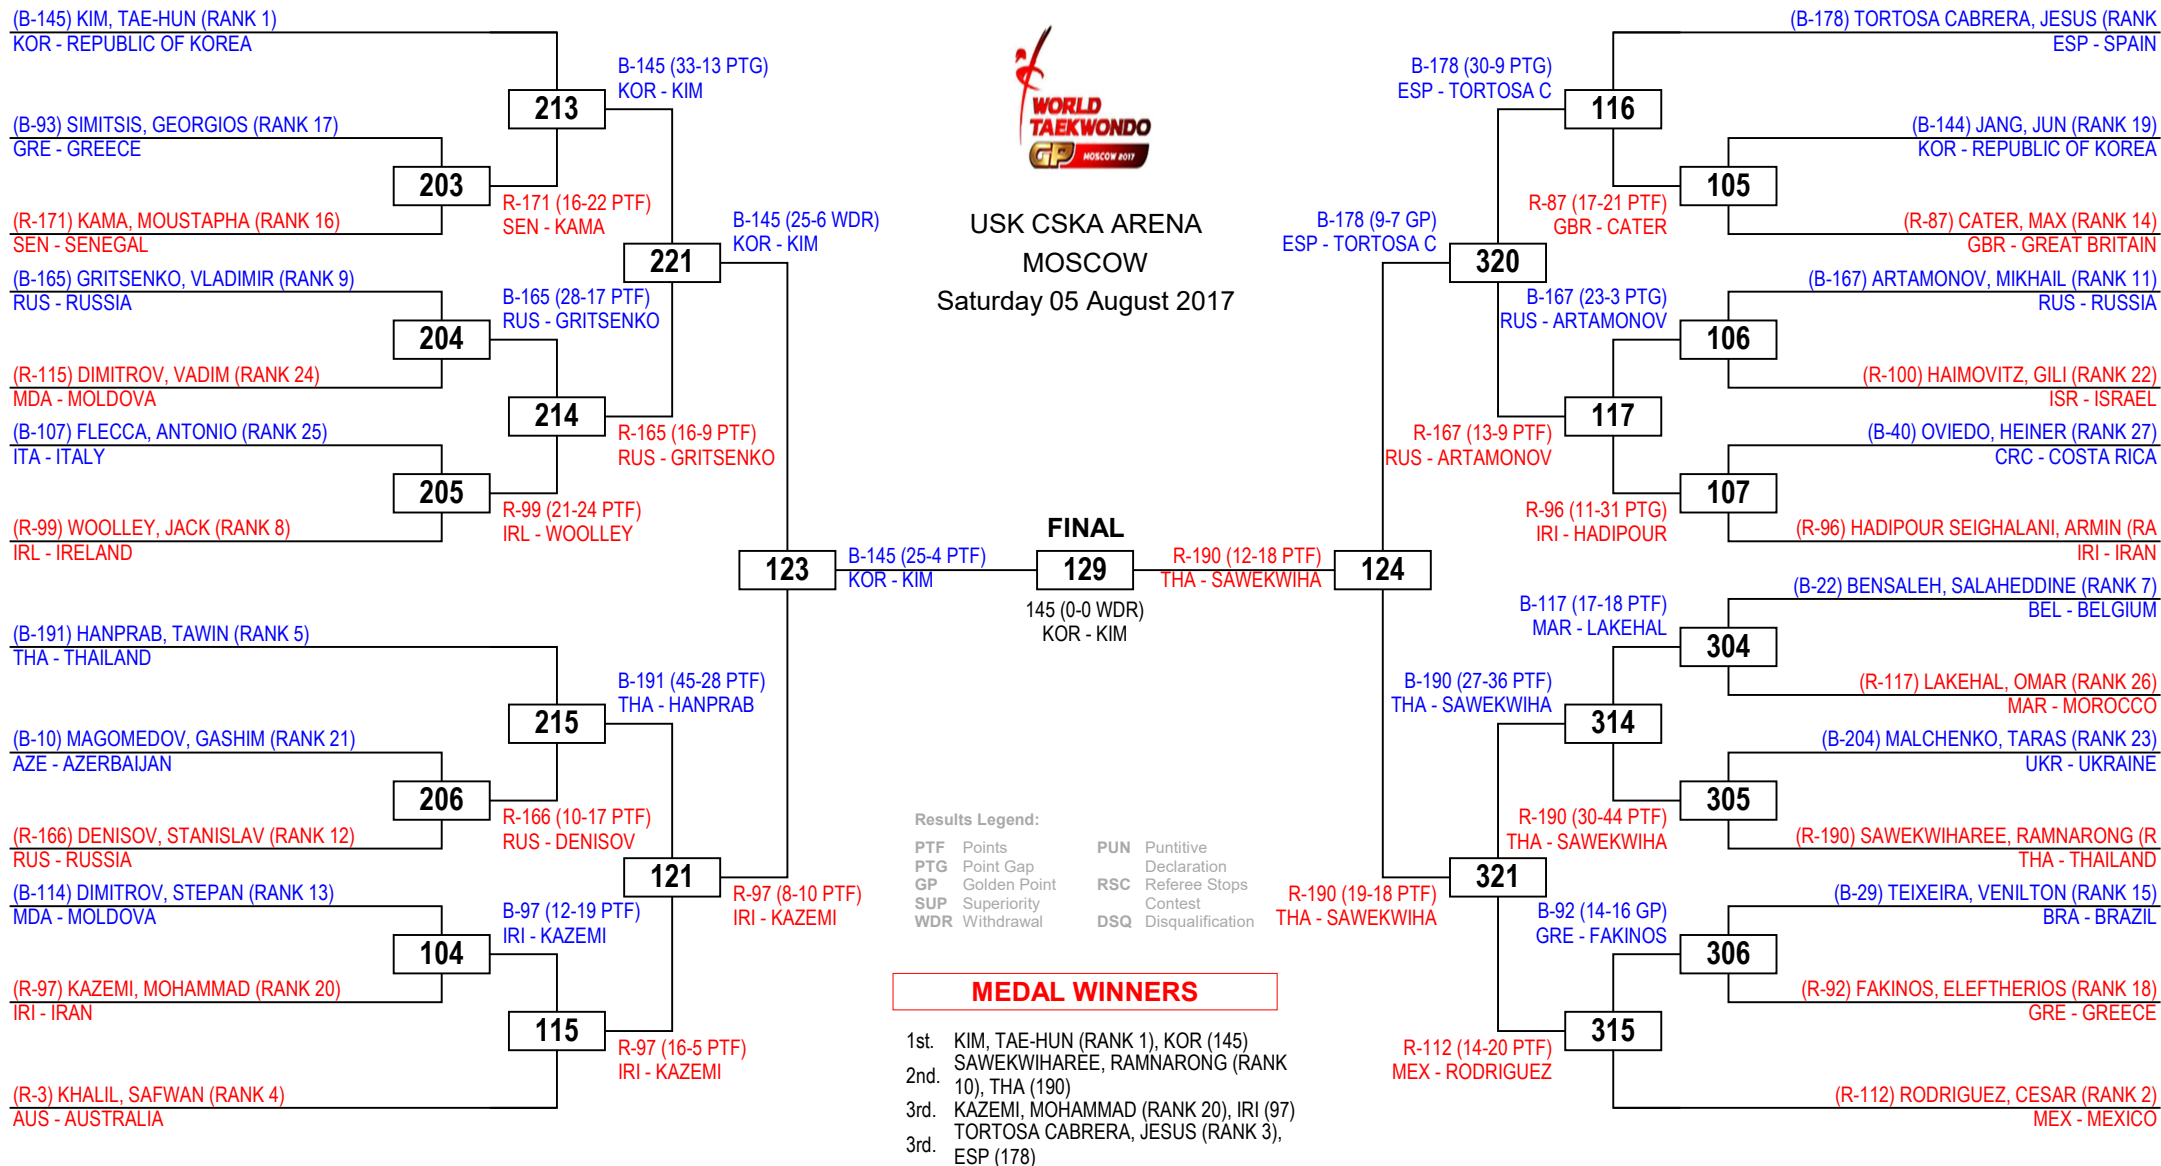 (B-145) KIM, TAE-HUN (RANK 1)
KOR - REPUBLIC OF KOREA
(B-93) SIMITSIS, GEORGIOS (RANK 17)
GRE - GREECE
(R-171) KAMA, MOUSTAPHA (RANK 16)
SEN - SENEGAL
(B-165) GRITSENKO, VLADIMIR (RANK 9)
RUS - RUSSIA
(R-115) DIMITROV, VADIM (RANK 24)
MDA - MOLDOVA
(B-107) FLECCA, ANTONIO (RANK 25)
ITA - ITALY
(R-99) WOOLLEY, JACK (RANK 8)
IRL - IRELAND
(B-191) HANPRAB, TAWIN (RANK 5)
THA - THAILAND
(B-10) MAGOMEDOV, GASHIM (RANK 21)
AZE - AZERBAIJAN
(R-166) DENISOV, STANISLAV (RANK 12)
RUS - RUSSIA
(B-114) DIMITROV, STEPAN (RANK 13)
MDA - MOLDOVA
(R-97) KAZEMI, MOHAMMAD (RANK 20)
IRI - IRAN
(R-3) KHALIL, SAFWAN (RANK 4)
AUS - AUSTRALIA
203
204
205
206
104
R-171 (16-22 PTF)
SEN - KAMA
B-165 (28-17 PTF)
RUS - GRITSENKO
R-99 (21-24 PTF)
IRL - WOOLLEY
R-166 (10-17 PTF)
RUS - DENISOV
B-97 (12-19 PTF)
IRI - KAZEMI
213
214
215
115
B-145 (33-13 PTG)
KOR - KIM
R-165 (16-9 PTF)
RUS - GRITSENKO
B-191 (45-28 PTF)
THA - HANPRAB
R-97 (16-5 PTF)
IRI - KAZEMI
221
121
B-145 (25-6 WDR)
KOR - KIM
R-97 (8-10 PTF)
IRI - KAZEMI
123
B-145 (25-4 PTF)
KOR - KIM
WORLD
TAEKWONDO
GP MOSCOW 2017
USK CSKA ARENA
MOSCOW
Saturday 05 August 2017
FINAL
129
145 (0-0 WDR)
KOR - KIM
R-190 (12-18 PTF)
THA - SAWEKWIHA
124
B-178 (9-7 GP)
ESP - TORTOSA C
R-190 (19-18 PTF)
THA - SAWEKWIHA
320
321
B-178 (30-9 PTG)
ESP - TORTOSA C
R-167 (13-9 PTF)
RUS - ARTAMONOV
B-190 (27-36 PTF)
THA - SAWEKWIHA
R-112 (14-20 PTF)
MEX - RODRIGUEZ
116
117
314
315
R-87 (17-21 PTF)
GBR - CATER
B-167 (23-3 PTG)
RUS - ARTAMONOV
R-96 (11-31 PTG)
IRI - HADIPOUR
B-117 (17-18 PTF)
MAR - LAKEHAL
R-190 (30-44 PTF)
THA - SAWEKWIHA
B-92 (14-16 GP)
GRE - FAKINOS
105
106
107
304
305
306
(B-178) TORTOSA CABRERA, JESUS (RANK
ESP - SPAIN
(B-144) JANG, JUN (RANK 19)
KOR - REPUBLIC OF KOREA
(R-87) CATER, MAX (RANK 14)
GBR - GREAT BRITAIN
(B-167) ARTAMONOV, MIKHAIL (RANK 11)
RUS - RUSSIA
(R-100) HAIMOVITZ, GILI (RANK 22)
ISR - ISRAEL
(B-40) OVIEDO, HEINER (RANK 27)
CRC - COSTA RICA
(R-96) HADIPOUR SEIGHALANI, ARMIN (RA
IRI - IRAN
(B-22) BENSALEH, SALAHEDDINE (RANK 7)
BEL - BELGIUM
(R-117) LAKEHAL, OMAR (RANK 26)
MAR - MOROCCO
(B-204) MALCHENKO, TARAS (RANK 23)
UKR - UKRAINE
(R-190) SAWEKWIHAREE, RAMNARONG (R
THA - THAILAND
(B-29) TEIXEIRA, VENILTON (RANK 15)
BRA - BRAZIL
(R-92) FAKINOS, ELEFTHERIOS (RANK 18)
GRE - GREECE
(R-112) RODRIGUEZ, CESAR (RANK 2)
MEX - MEXICO
Results Legend:
PTF Points
PTG Point Gap
GP Golden Point
SUP Superiority
WDR Withdrawal
PUN Puntitive
Declaration
RSC Referee Stops
Contest
DSQ Disqualification
MEDAL WINNERS
1st. KIM, TAE-HUN (RANK 1), KOR (145)
2nd. SAWEKWIHAREE, RAMNARONG (RANK
10), THA (190)
3rd. KAZEMI, MOHAMMAD (RANK 20), IRI (97)
3rd. TORTOSA CABRERA, JESUS (RANK 3),
ESP (178)